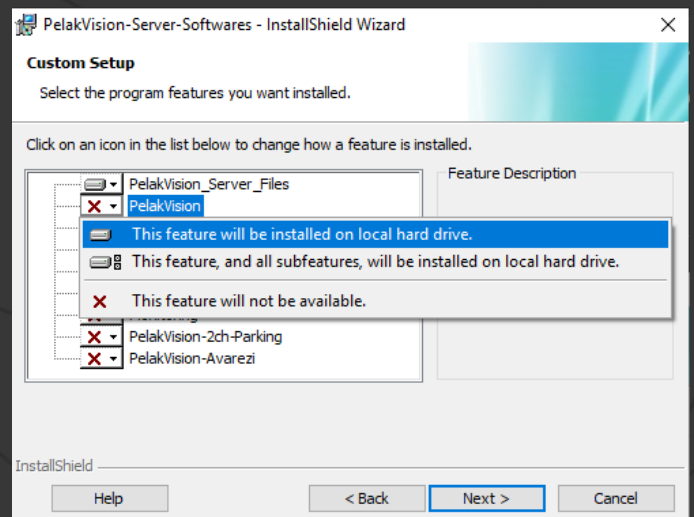 PelakVision-Server-Softwares - InstallShield Wizard
Custom Setup
Select the program features you want installed.
Click on an icon in the list below to change how a feature is installed.
Feature Description
PelakVision_Server_Files
PelakVision
This feature will be installed on local hard drive.
This feature, and all subfeatures, will be installed on local hard drive.
This feature will not be available.
PelakVision-2ch-Parking
PelakVision-Avarezi
InstallShield
Help
< Back
Next >
Cancel